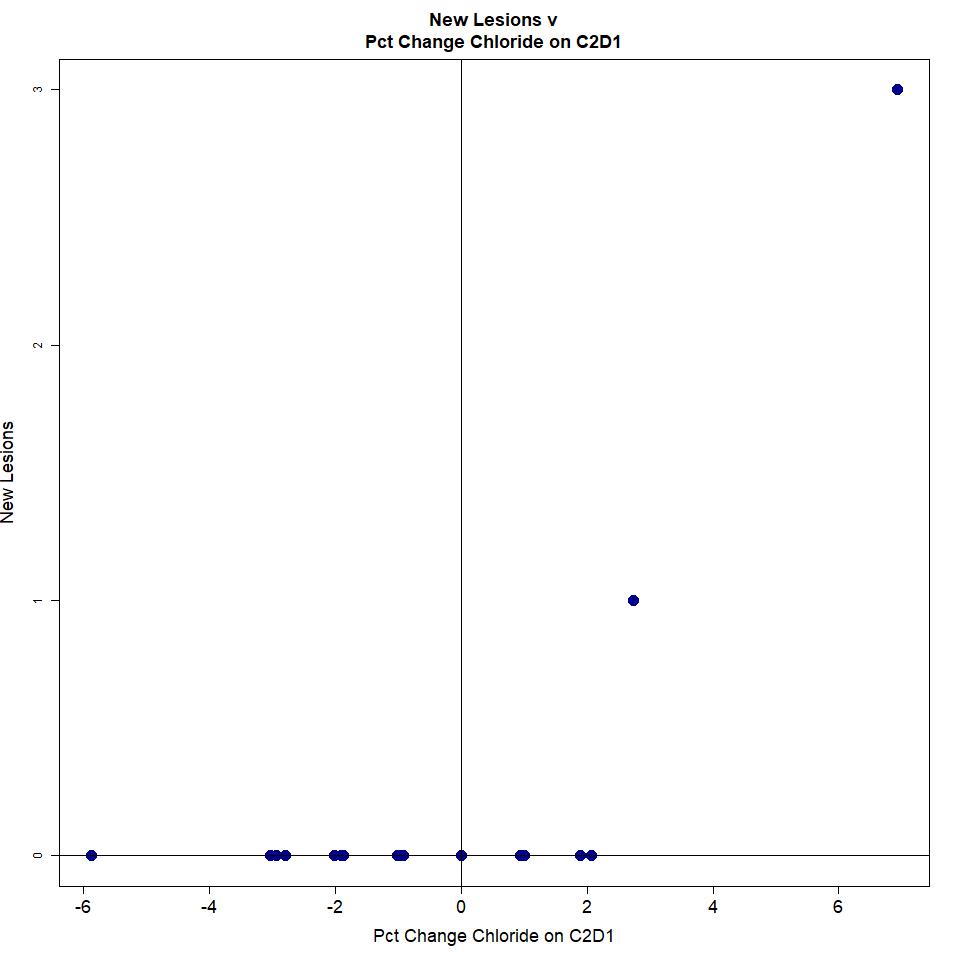 New Lesions v
Pct Change Chloride on C2D1
3
2
1
0
New Lesions
-6 -4 -2 0 2 4 6
Pct Change Chloride on C2D1